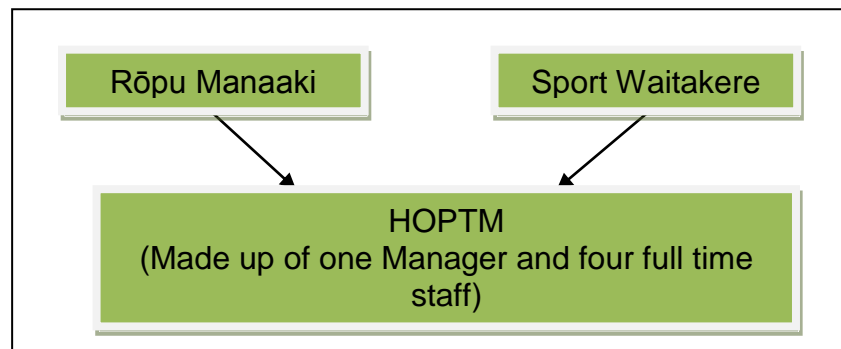 Rōpu Manaaki
Sport Waitakere
HOPTM
(Made up of one Manager and four full time
staff)